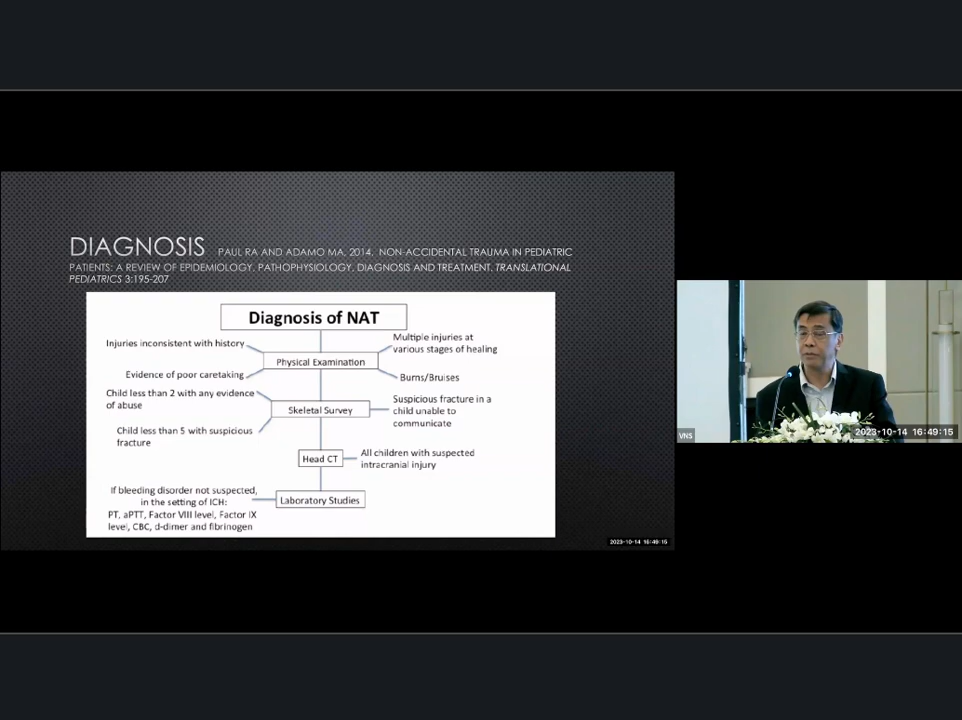 DIAGNOSIS PAUL RA AND ADAMO MA, 2014. NON-ACCIDENTAL TRAUMA IN PEDIATRIC
PATIENTS: A REVIEW OF EPIDEMIOLOGY, PATHOPHYSIOLOGY, DIAGNOSIS AND TREATMENT. TRANSLATIONAL
PEDIATRICS 3:195-207
Diagnosis of NAT
Injuries inconsistent with history
Multiple injuries at
various stages of healing
Physical Examination
Evidence of poor caretaking
Burns/Bruises
Child less than 2 with any evidence
of abuse
Skeletal Survey
Suspicious fracture in a
child unable to
communicate
Child less than 5 with suspicious
fracture
Head CT
All children with suspected
intracranial injury
If bleeding disorder not suspected,
in the setting of ICH:
PT, aPTT, Factor VIII level, Factor IX
level, CBC, d-dimer and fibrinogen
Laboratory Studies
2023-10-14 16:49:15
VNS
2023-10-14 16:49:15